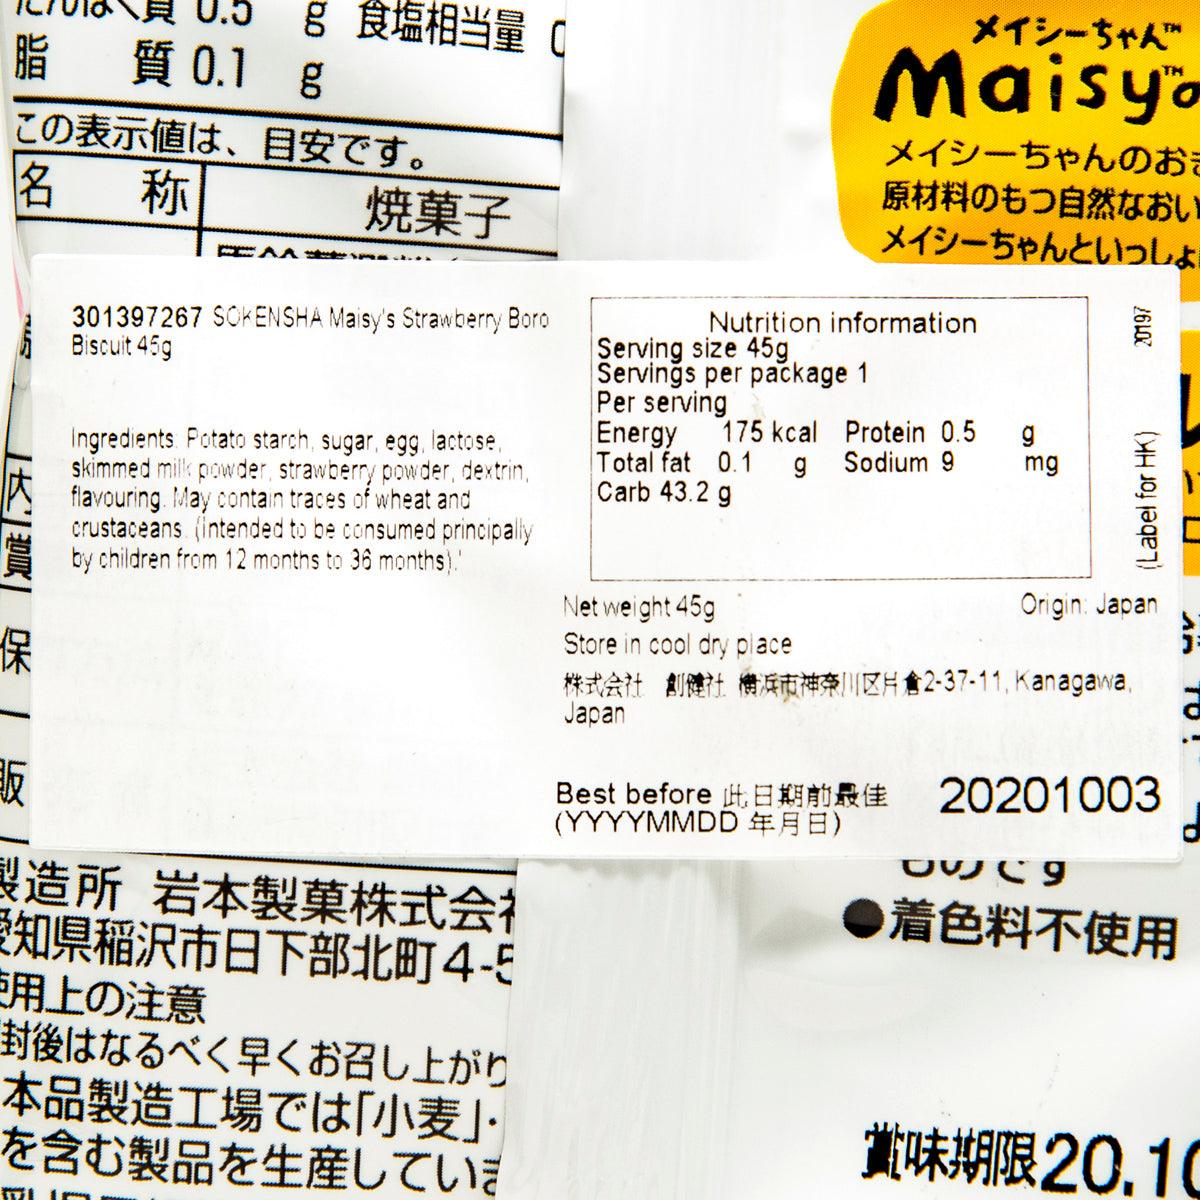 たんぱく質 0.5 g 食塩相当量 0
脂 質 0.1 g
この表示値は、目安です。
名 称 焼菓子
メイシーちゃん™
Maisy™
メイシーちゃんのおき
原材料のもつ自然なおい
メイシーちゃんといっしょに
301397267 SOKENSHA Maisy's Strawberry Boro
Biscuit 45g
Ingredients: Potato starch, sugar, egg, lactose,
skimmed milk powder, strawberry powder, dextrin,
flavouring. May contain traces of wheat and
crustaceans. (Intended to be consumed principally
by children from 12 months to 36 months).'
Nutrition information
Serving size 45g
Servings per package 1
Per serving
Energy 175 kcal Protein 0.5 g
Total fat 0.1 g Sodium 9 mg
Carb 43.2 g
20197
(Label for HK)
Net weight 45g Origin: Japan
Store in cool dry place
株式会社 創健社 横浜市神奈川区片倉2-37-11, Kanagawa,
Japan
Best before 此日期前最佳 20201003
(YYYYMMDD 年月日)
内
賞
保
販
製造所 岩本製菓株式会社
愛知県稲沢市日下部北町4-5
使用上の注意
封後はなるべく早くお召し上がり
本品製造工場では「小麦」・
を含む製品を生産していま
ものです
●着色料不使用
賞味期限20.10